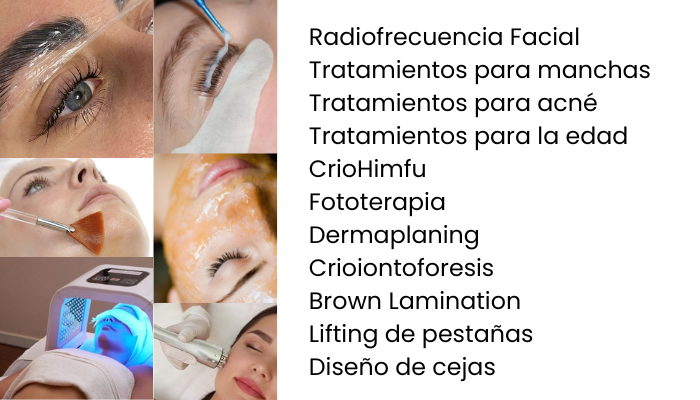 Radiofrecuencia Facial
Tratamientos para manchas
Tratamientos para acné
Tratamientos para la edad
CrioHimfu
Fototerapia
Dermaplaning
Crioiontoforesis
Brown Lamination
Lifting de pestañas
Diseño de cejas